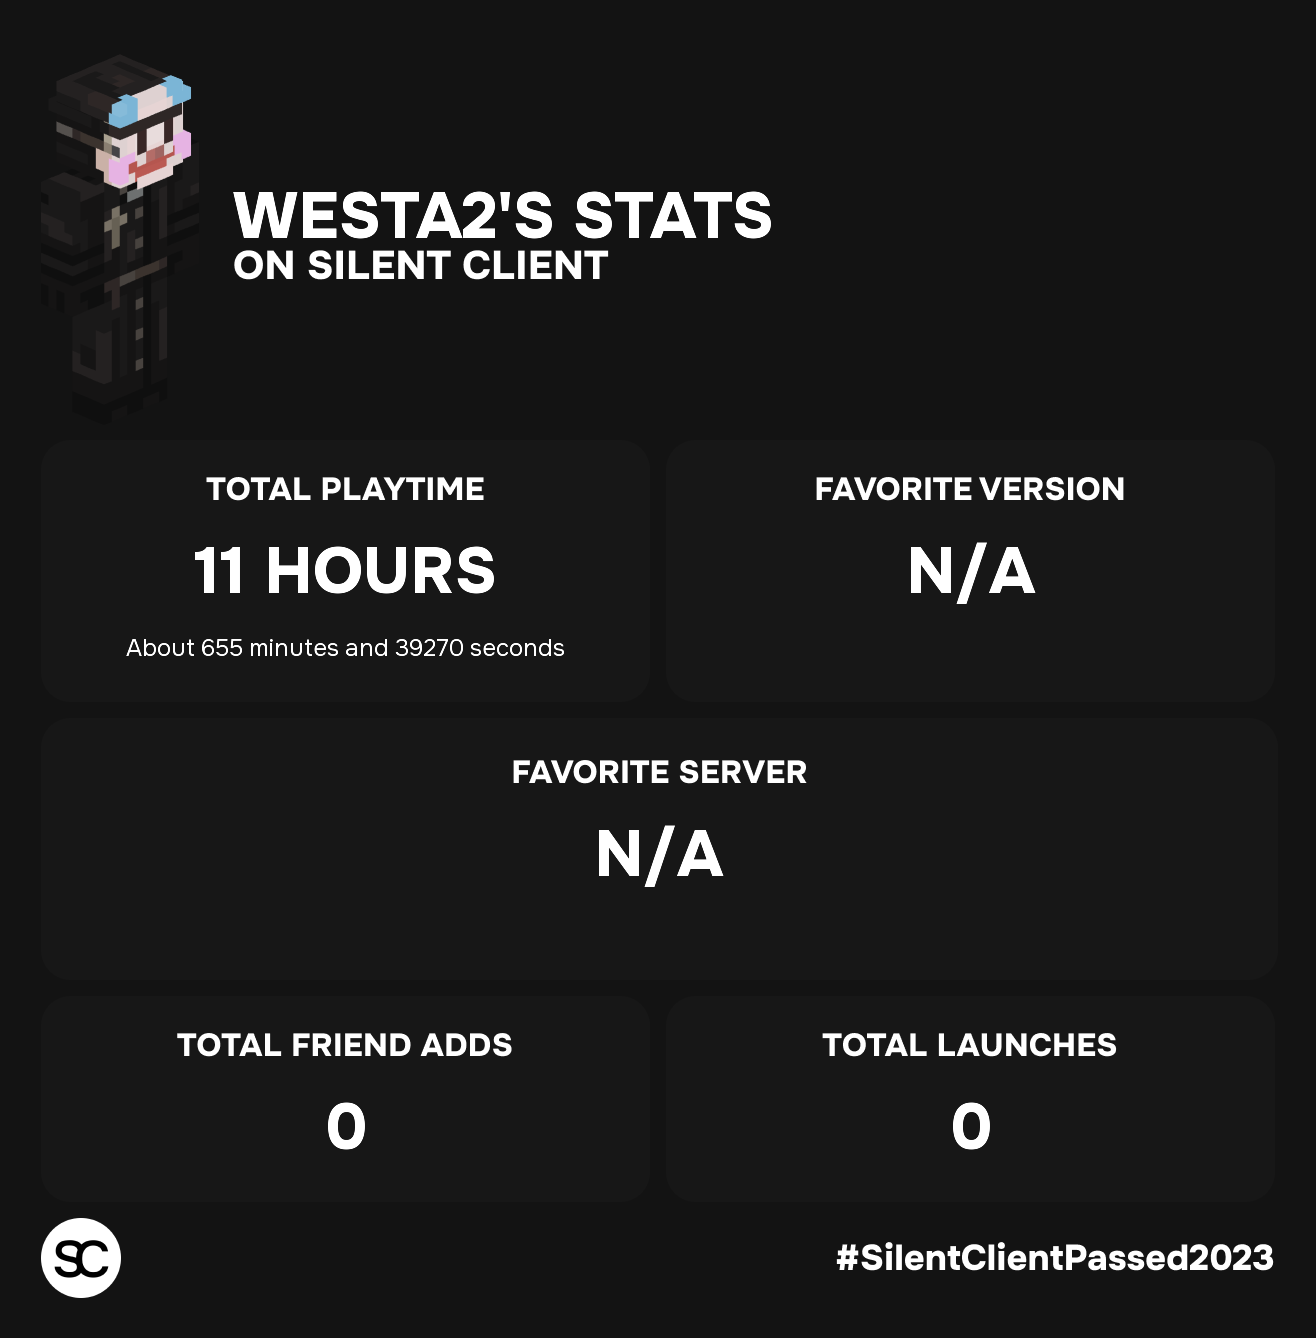 WESTA2'S STATS
ON SILENT CLIENT
TOTAL PLAYTIME
11 HOURS
About 655 minutes and 39270 seconds
FAVORITE VERSION
N/A
FAVORITE SERVER
N/A
TOTAL FRIEND ADDS
0
TOTAL LAUNCHES
0
SC
#SilentClientPassed2023